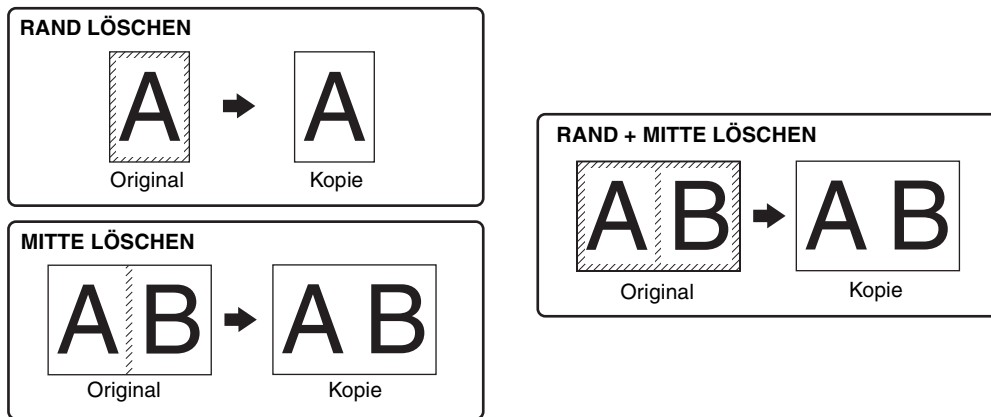 RAND LÖSCHEN
A A
Original Kopie
MITTE LÖSCHEN
A B A B
Original Kopie
RAND + MITTE LÖSCHEN
A B A B
Original Kopie